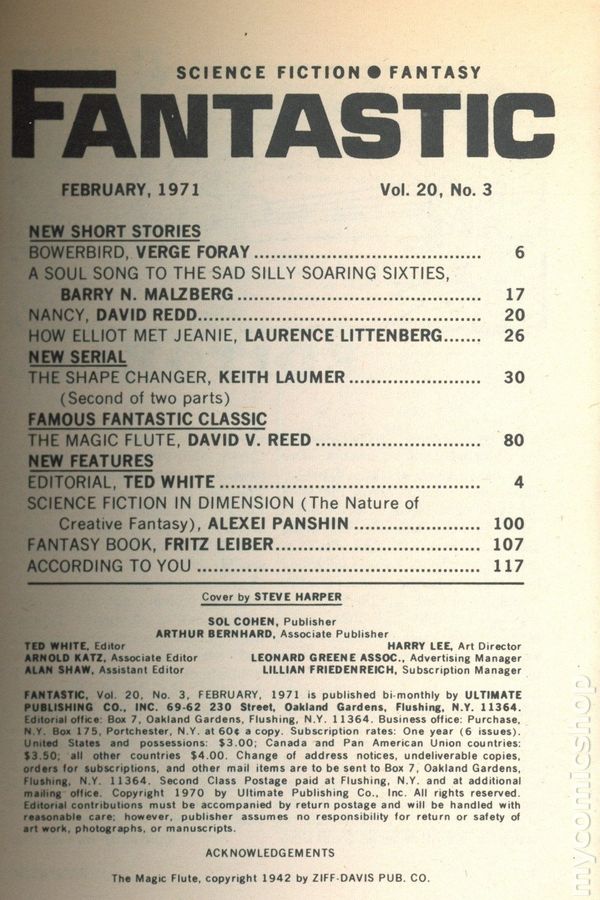 SCIENCE FICTION ● FANTASY
FANTASTIC
FEBRUARY, 1971 Vol. 20, No. 3
NEW SHORT STORIES
BOWERBIRD, VERGE FORAY ........................................ 6
A SOUL SONG TO THE SAD SILLY SOARING SIXTIES,
BARRY N. MALZBERG .......................................... 17
NANCY, DAVID REDD.................................................. 20
HOW ELLIOT MET JEANIE, LAURENCE LITTENBERG....... 26
NEW SERIAL
THE SHAPE CHANGER, KEITH LAUMER ....................... 30
(Second of two parts)
FAMOUS FANTASTIC CLASSIC
THE MAGIC FLUTE, DAVID V. REED ............................. 80
NEW FEATURES
EDITORIAL, TED WHITE .............................................. 4
SCIENCE FICTION IN DIMENSION (The Nature of
Creative Fantasy), ALEXEI PANSHIN ...................... 100
FANTASY BOOK, FRITZ LEIBER.................................... 107
ACCORDING TO YOU .................................................. 117
Cover by STEVE HARPER
SOL COHEN, Publisher
ARTHUR BERNHARD, Associate Publisher
TED WHITE, Editor HARRY LEE, Art Director
ARNOLD KATZ, Associate Editor LEONARD GREENE ASSOC., Advertising Manager
ALAN SHAW, Assistant Editor LILLIAN FRIEDENREICH, Subscription Manager
FANTASTIC, Vol. 20, No. 3, FEBRUARY, 1971 is published bi-monthly by ULTIMATE
PUBLISHING CO., INC. 69-62 230 Street, Oakland Gardens, Flushing, N.Y. 11364.
Editorial office: Box 7, Oakland Gardens, Flushing, N.Y. 11364. Business office: Purchase,
N.Y. Box 175, Portchester, N.Y. at 60¢ a copy. Subscription rates: One year (6 issues).
United States and possessions: $3.00; Canada and Pan American Union countries:
$3.50; all other countries $4.00. Change of address notices, undeliverable copies,
orders for subscriptions, and other mail items are to be sent to Box 7, Oakland Gardens,
Flushing, N.Y. 11364. Second Class Postage paid at Flushing, N.Y. and at additional
mailing office. Copyright 1970 by Ultimate Publishing Co., Inc. All rights reserved.
Editorial contributions must be accompanied by return postage and will be handled with
reasonable care; however, publisher assumes no responsibility for return or safety of
art work, photographs, or manuscripts.
ACKNOWLEDGEMENTS
The Magic Flute, copyright 1942 by ZIFF-DAVIS PUB. CO.
mycomicshop